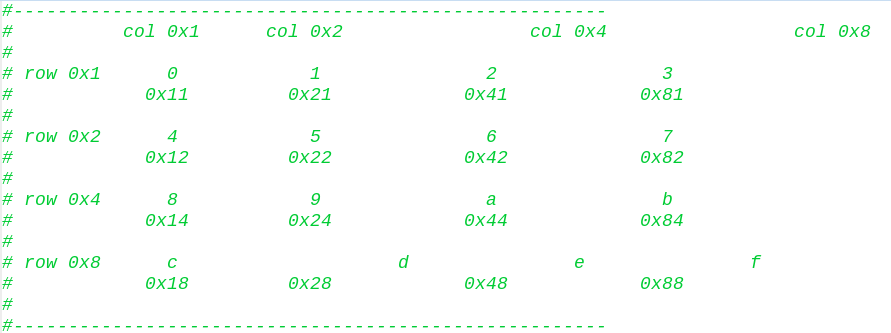 #------------------------------------------------------
#          col 0x1      col 0x2                 col 0x4                 col 0x8
#
# row 0x1      0            1               2               3
#            0x11         0x21            0x41            0x81
#
# row 0x2      4            5               6               7
#            0x12         0x22            0x42            0x82
#
# row 0x4      8            9               a               b
#            0x14         0x24            0x44            0x84
#
# row 0x8      c                    d               e               f
#            0x18         0x28            0x48            0x88
#
#------------------------------------------------------